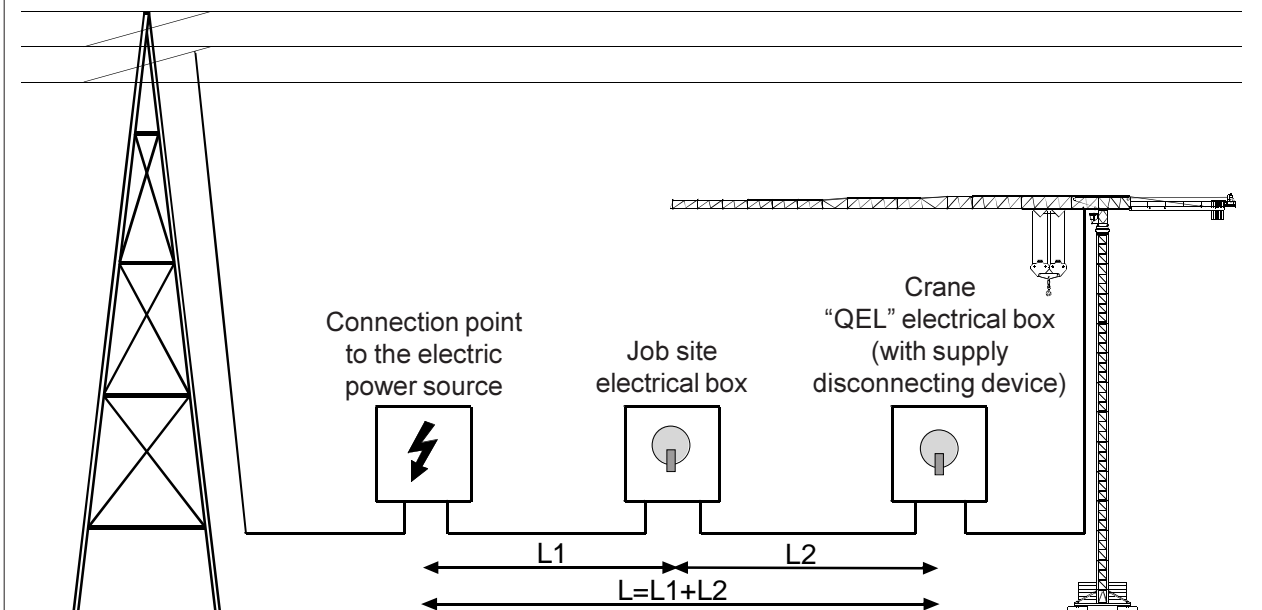 Connection point
to the electric
power source
Job site
electrical box
Crane
“QEL” electrical box
(with supply
disconnecting device)
L1
L2
L=L1+L2